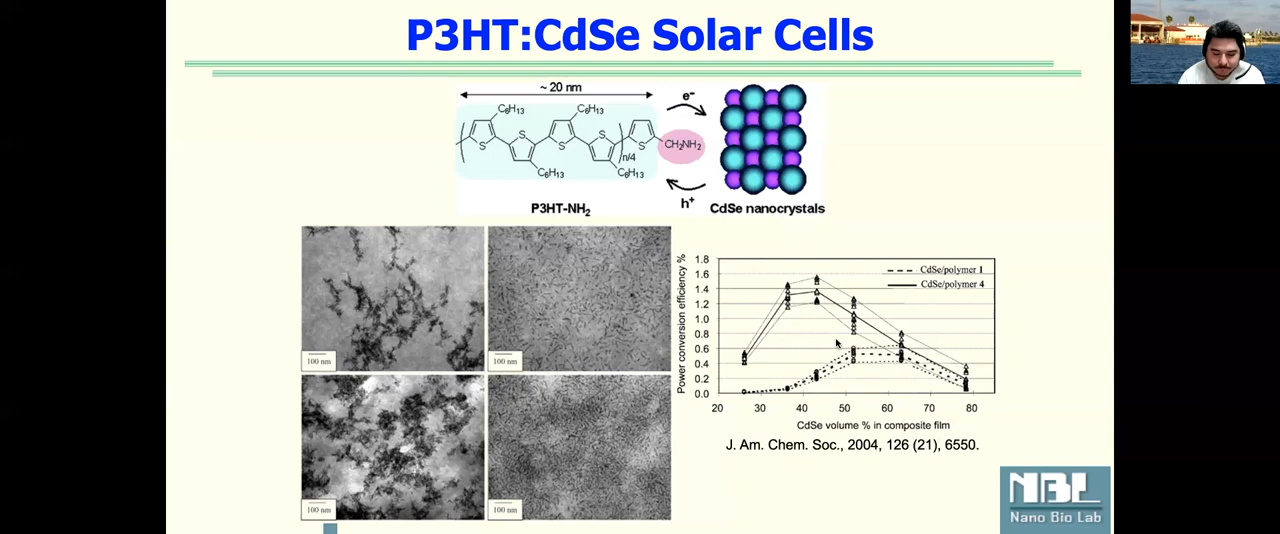 P3HT:CdSe Solar Cells
~ 20 nm
e⁻
C₆H₁₃
C₆H₁₃
S
S
S
S
S
n/4
CH₂NH₂
C₆H₁₃
C₆H₁₃
h⁺
P3HT-NH₂
CdSe nanocrystals
100 nm
100 nm
100 nm
100 nm
Power conversion efficiency %
1.8
1.6
1.4
1.2
1.0
0.8
0.6
0.4
0.2
0.0
CdSe/polymer 1
CdSe/polymer 4
20 30 40 50 60 70 80
CdSe volume % in composite film
J. Am. Chem. Soc., 2004, 126 (21), 6550.
NBL
Nano Bio Lab